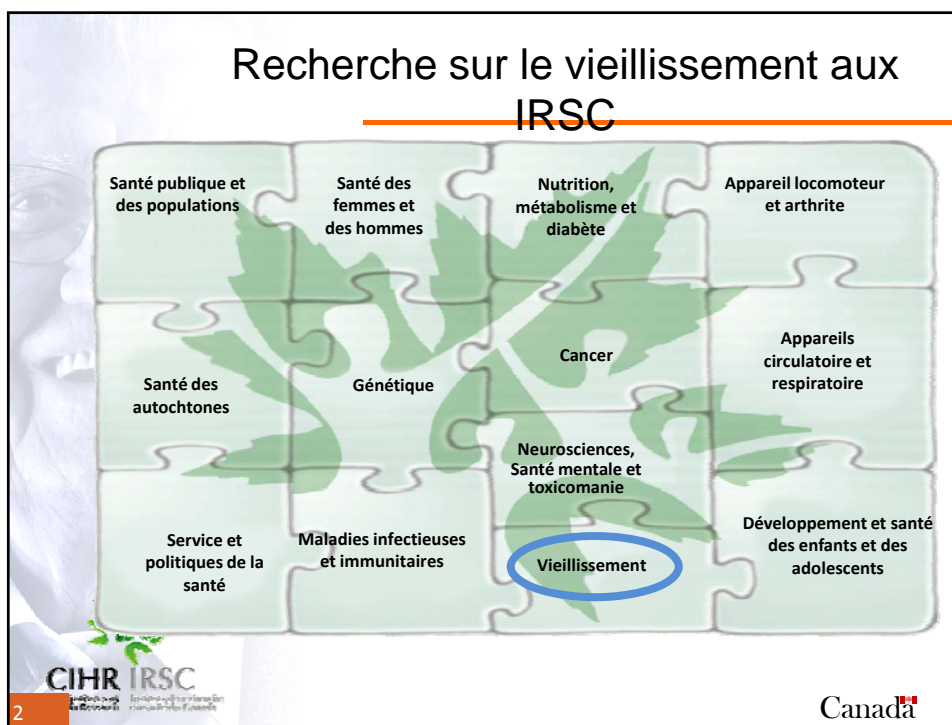 Recherche sur le vieillissement aux
IRSC
Santé publique et
des populations
Santé des
femmes et
des hommes
Nutrition,
métabolisme et
diabète
Appareil locomoteur
et arthrite
Santé des
autochtones
Génétique
Cancer
Appareils
circulatoire et
respiratoire
Neurosciences,
Santé mentale et
toxicomanie
Service et
politiques de la
santé
Maladies infectieuses
et immunitaires
Vieillissement
Développement et santé
des enfants et des
adolescents
CIHR IRSC
2
Canada